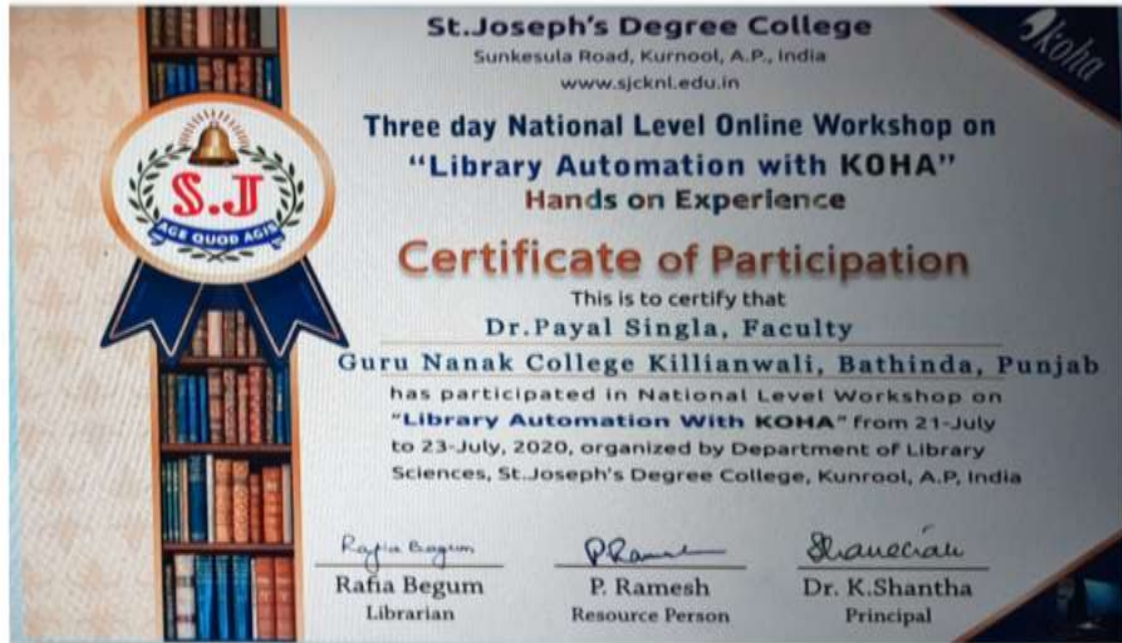 St.Joseph's Degree College
Sunkesula Road, Kurnool, A.P., India
www.sjcknl.edu.in
koha
Three day National Level Online Workshop on
"Library Automation with KOHA"
Hands on Experience
S.J
AGE QUOD AGIS
Certificate of Participation
This is to certify that
Dr.Payal Singla, Faculty
Guru Nanak College Killianwali, Bathinda, Punjab
has participated in National Level Workshop on
"Library Automation With KOHA" from 21-July
to 23-July, 2020, organized by Department of Library
Sciences, St.Joseph's Degree College, Kunrool, A.P, India
Rafia Begum
P. Ramesh
Dr. K.Shantha
Librarian
Resource Person
Principal